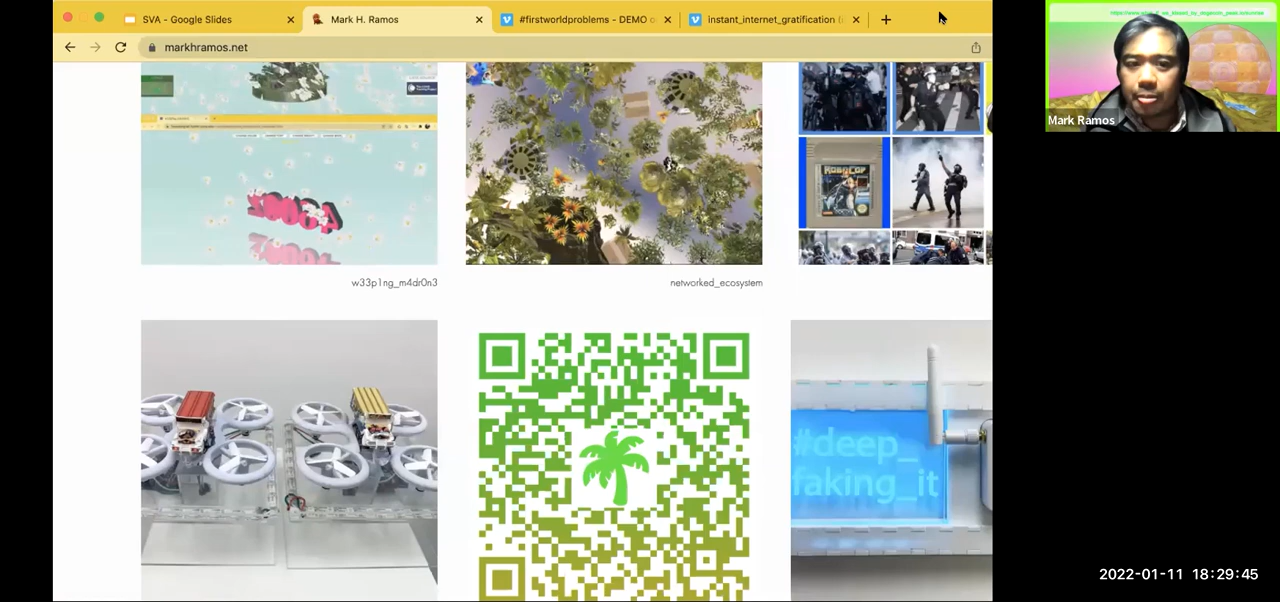 SVA - Google Slides
Mark H. Ramos
#firstworldproblems - DEMO
instant_internet_gratification
markhramos.net
Mark Ramos
ROBOCOP
w33p1ng_m4dr0n3
networked_ecosystem
#deep_
faking_it
2022-01-11 18:29:45